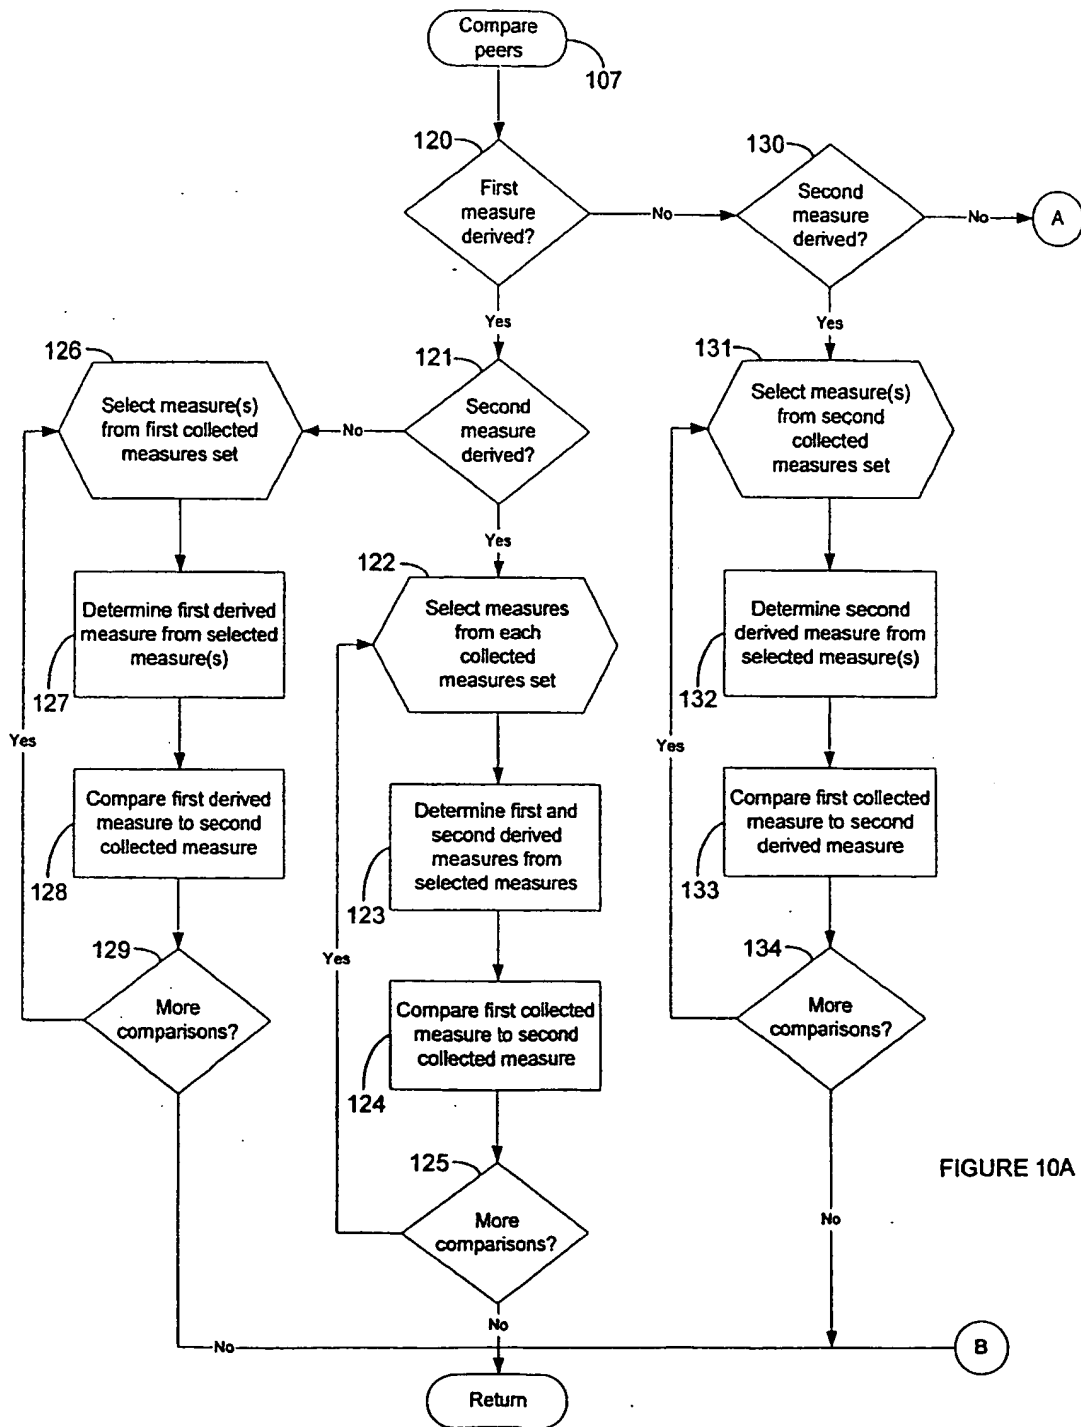 Compare
peers
107
120
First
measure
derived?
No
130
Second
measure
derived?
No
A
Yes
Yes
126
Select measure(s)
from first collected
measures set
No
121
Second
measure
derived?
131
Select measure(s)
from second
collected
measures set
Yes
122
Select measures
from each
collected
measures set
Determine first derived
measure from selected
measure(s)
127
Determine second
derived measure from
selected measure(s)
132
Yes
Yes
Compare first derived
measure to second
collected measure
128
Determine first and
second derived
measures from
selected measures
123
Compare first collected
measure to second
derived measure
133
Yes
129
More
comparisons?
134
More
comparisons?
Compare first collected
measure to second
collected measure
124
125
More
comparisons?
FIGURE 10A
No
No
No
B
Return